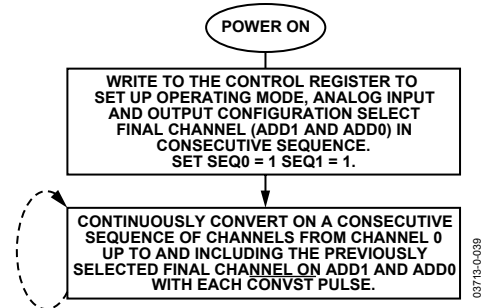 POWER ON
WRITE TO THE CONTROL REGISTER TO
SET UP OPERATING MODE, ANALOG INPUT
AND OUTPUT CONFIGURATION SELECT
FINAL CHANNEL (ADD1 AND ADD0) IN
CONSECUTIVE SEQUENCE.
SET SEQ0 = 1 SEQ1 = 1.
CONTINUOUSLY CONVERT ON A CONSECUTIVE
SEQUENCE OF CHANNELS FROM CHANNEL 0
UP TO AND INCLUDING THE PREVIOUSLY
SELECTED FINAL CHANNEL ON ADD1 AND ADD0
WITH EACH CONVST PULSE.
03713-0-039